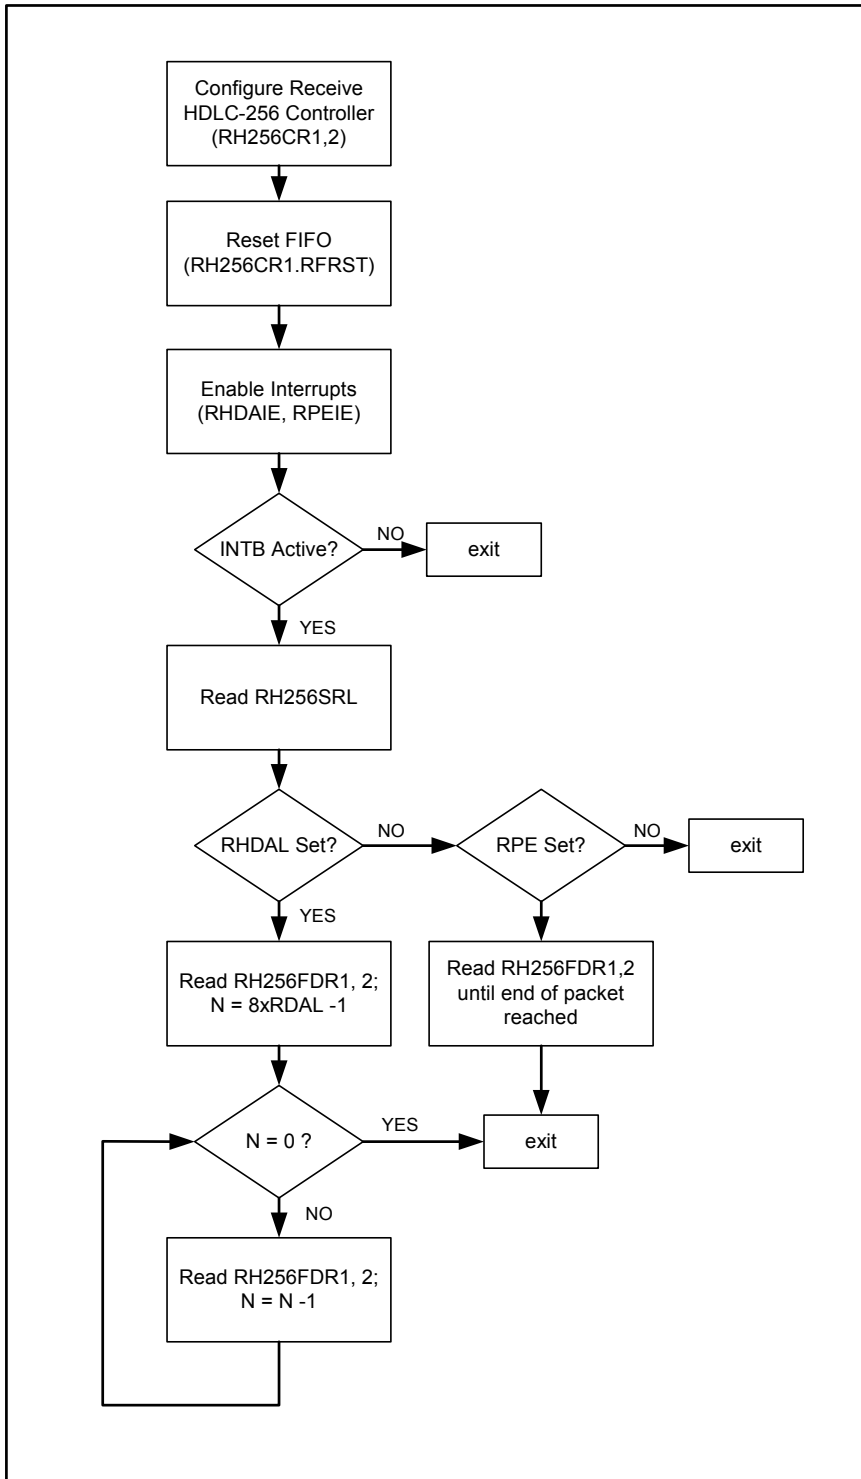 Configure Receive
HDLC-256 Controller
(RH256CR1,2)
Reset FIFO
(RH256CR1.RFRST)
Enable Interrupts
(RHDAIE, RPEIE)
INTB Active?
NO
exit
YES
Read RH256SRL
RHDAL Set?
NO
RPE Set?
NO
exit
YES
Read RH256FDR1, 2;
N = 8xRDAL -1
Read RH256FDR1,2
until end of packet
reached
N = 0 ?
YES
exit
NO
Read RH256FDR1, 2;
N = N -1